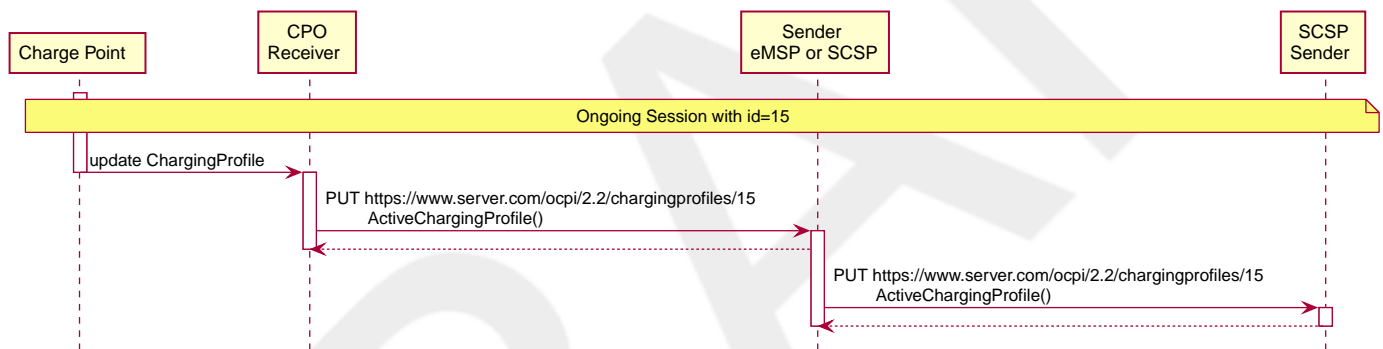 Charge Point
CPO
Receiver
Sender
eMSP or SCSP
SCSP
Sender
Ongoing Session with id=15
update ChargingProfile
PUT https://www.server.com/ocpi/2.2/chargingprofiles/15
ActiveChargingProfile()
PUT https://www.server.com/ocpi/2.2/chargingprofiles/15
ActiveChargingProfile()